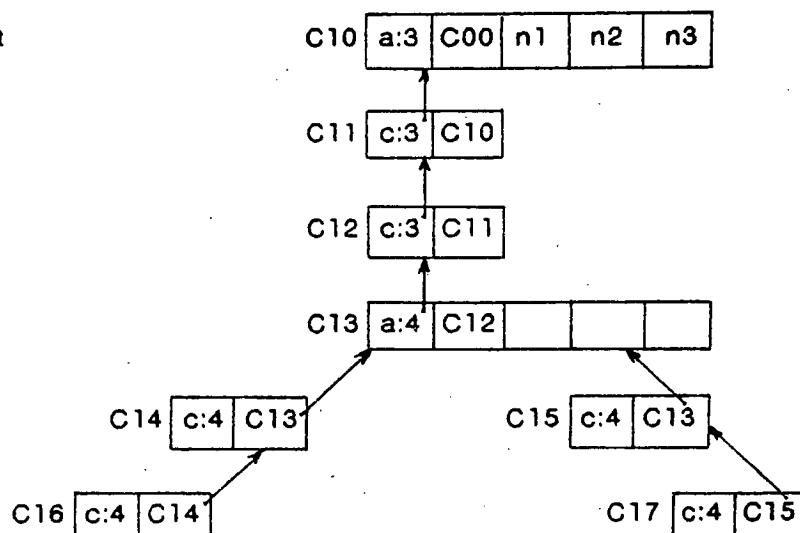 t
C10 a:3 C00 n1 n2 n3
C11 c:3 C10
C12 c:3 C11
C13 a:4 C12
C14 c:4 C13 C15 c:4 C13
C16 c:4 C14 C17 c:4 C15